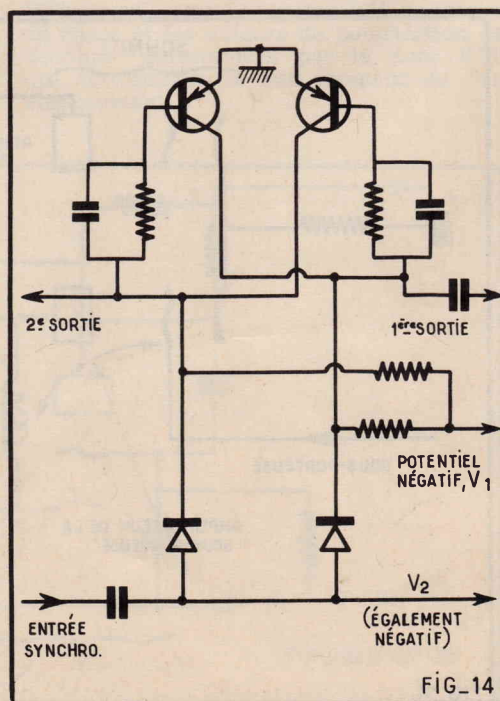 2e SORTIE
1ère SORTIE
POTENTIEL
NÉGATIF, V1
ENTRÉE
SYNCHRO.
V2
(ÉGALEMENT
NÉGATIF)
FIG_14